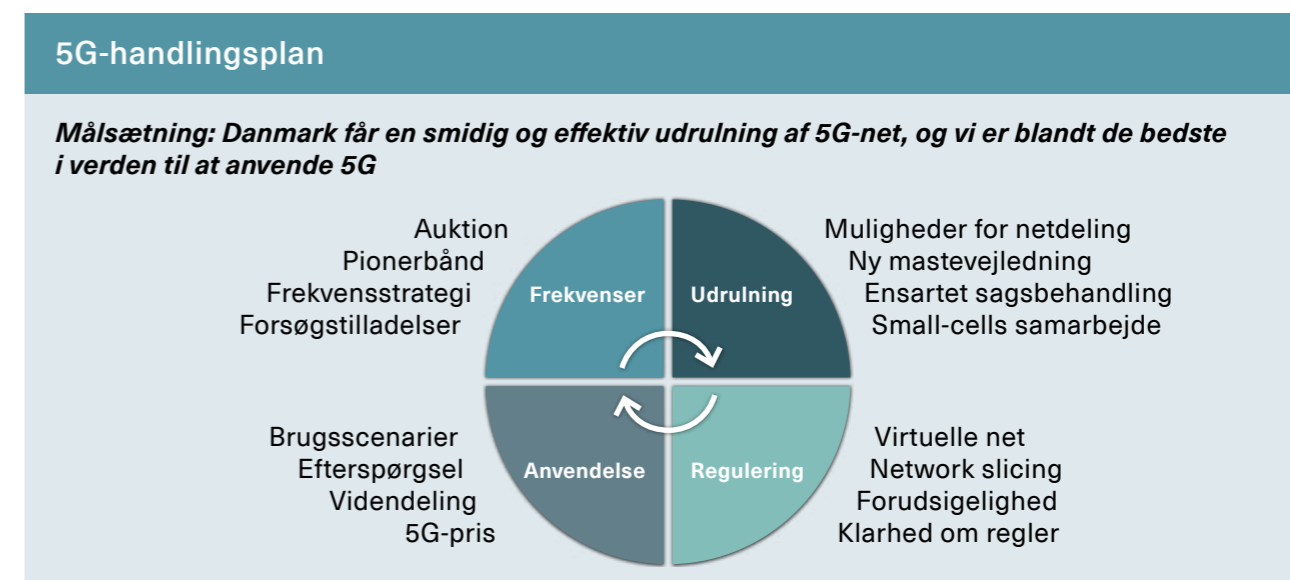 5G-handlingsplan
Målsætning: Danmark får en smidig og effektiv udrulning af 5G-net, og vi er blandt de bedste
i verden til at anvende 5G
Auktion
Pionerbånd
Frekvensstrategi
Forsøgstilladelser
Frekvenser
Udrulning
Muligheder for netdeling
Ny mastevejledning
Ensartet sagsbehandling
Small-cells samarbejde
Brugsscenarier
Efterspørgsel
Videndeling
5G-pris
Anvendelse
Regulering
Virtuelle net
Network slicing
Forudsigelighed
Klarhed om regler